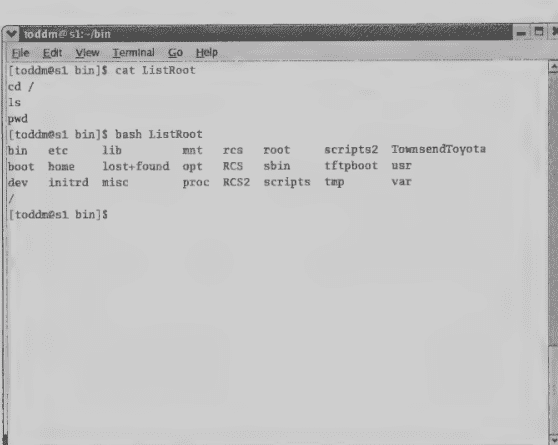 toddm@s1:~/bin
File Edit View Terminal Go Help
[toddm@s1 bin]$ cat ListRoot
cd /
ls
pwd
[toddm@s1 bin]$ bash ListRoot
bin etc lib mnt rcs root scripts2 TownsendToyota
boot home lost+found opt RCS sbin tftpboot usr
dev initrd misc proc RCS2 scripts tmp var
/
[toddm@s1 bin]$